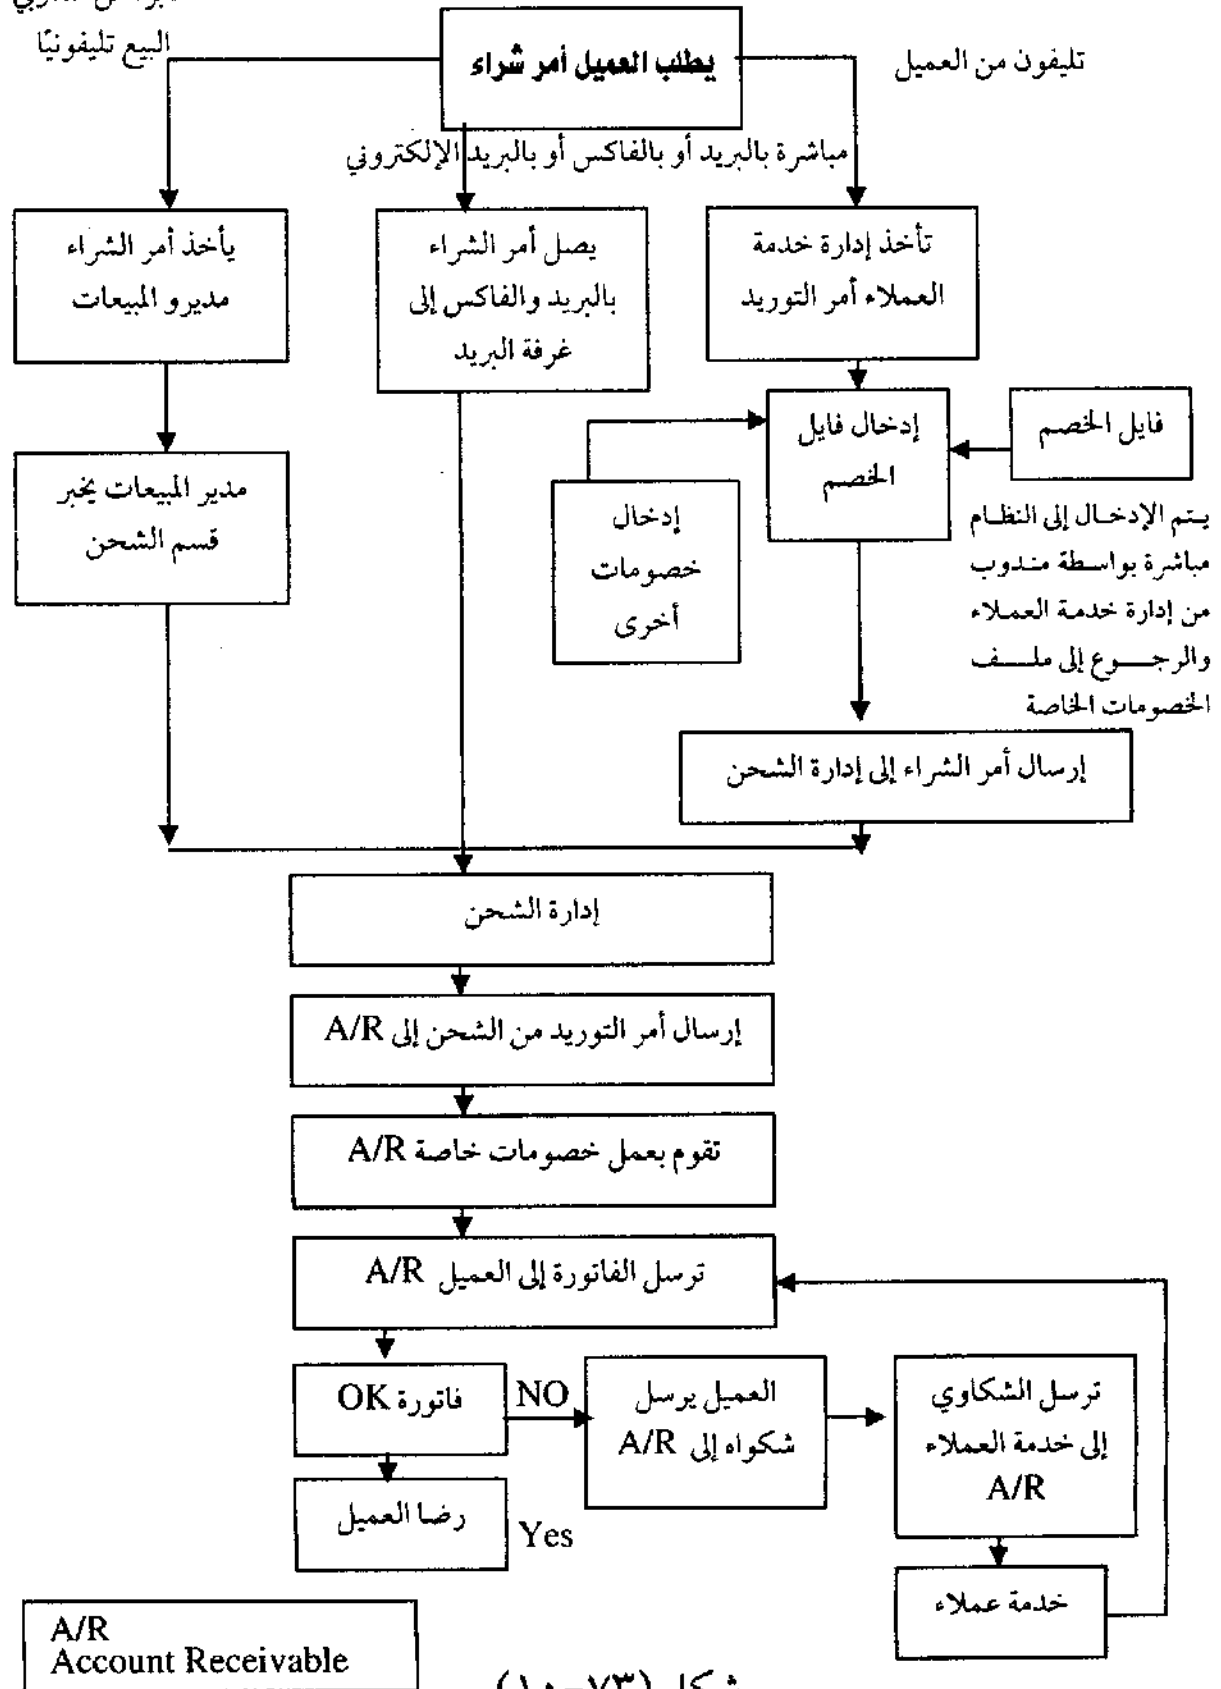 يطلب العميل أمر شراء
تليفون من العميل
البيع تليفونيًا
مباشرة بالبريد أو بالفاكس أو بالبريد الإلكتروني
تأخذ إدارة خدمة
العملاء أمر التوريد
يصل أمر الشراء
بالبريد والفاكس إلى
غرفة البريد
يأخذ أمر الشراء
مديرو المبيعات
فايل الخصم
إدخال فايل
الخصم
إدخال
خصومات
أخرى
مدير المبيعات يخبر
قسم الشحن
يتم الإدخال إلى النظام
مباشرة بواسطة مندوب
من إدارة خدمة العملاء
والرجوع إلى ملف
الخصومات الخاصة
إرسال أمر الشراء إلى إدارة الشحن
إدارة الشحن
إرسال أمر التوريد من الشحن إلى A/R
تقوم بعمل خصومات خاصة A/R
ترسل الفاتورة إلى العميل A/R
فاتورة OK
NO
العميل يرسل
شكواه إلى A/R
ترسل الشكاوي
إلى خدمة العملاء
A/R
رضا العميل
Yes
خدمة عملاء
A/R
Account Receivable
شكل (٧٣-١٠)